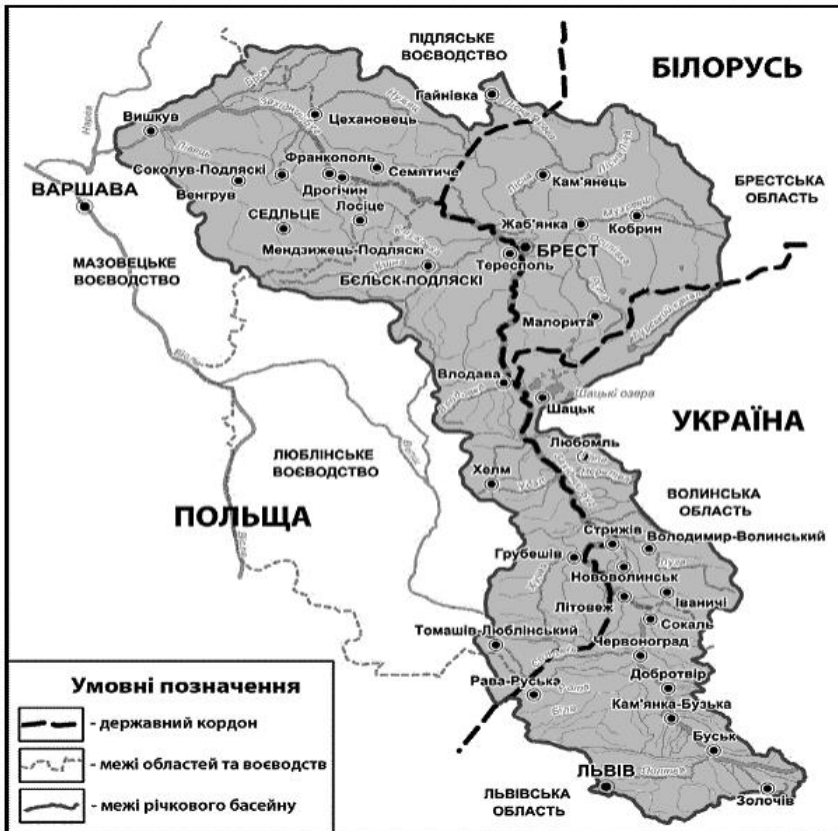 ПІДЛЯСЬКЕ
ВОЄВОДСТВО
БІЛОРУСЬ
Гайнівка
Вишкув
Цехановець
Нарев
Франкополь
Семятиче
Соколув-Подляскі
Венгрув
Дрогічин
Кам'янець
БРЕСТСЬКА
ОБЛАСТЬ
ВАРШАВА
Лосіце
СЕДЛЬЦЕ
Жаб'янка
Кобрин
Мендзижець-Подляскі
БРЕСТ
Тересполь
МАЗОВЕЦЬКЕ
ВОЄВОДСТВО
БЄЛЬСК-ПОДЛЯСКІ
Малорита
Влодава
Шацькі озера
Шацьк
УКРАЇНА
Любомль
ЛЮБЛІНСЬКЕ
ВОЄВОДСТВО
Хелм
ВОЛИНСЬКА
ОБЛАСТЬ
ПОЛЬЩА
Стрижів
Володимир-Волинський
Грубешів
Нововолинськ
Літовеж
Іваничі
Сокаль
Томашів-Люблінський
Червоноград
Рава-Руська
Добротвір
Кам'янка-Бузька
Буськ
ЛЬВІВ
Полтва
ЛЬВІВСЬКА
ОБЛАСТЬ
Золочів
Умовні позначення
- державний кордон
- межі областей та воєводств
- межі річкового басейну